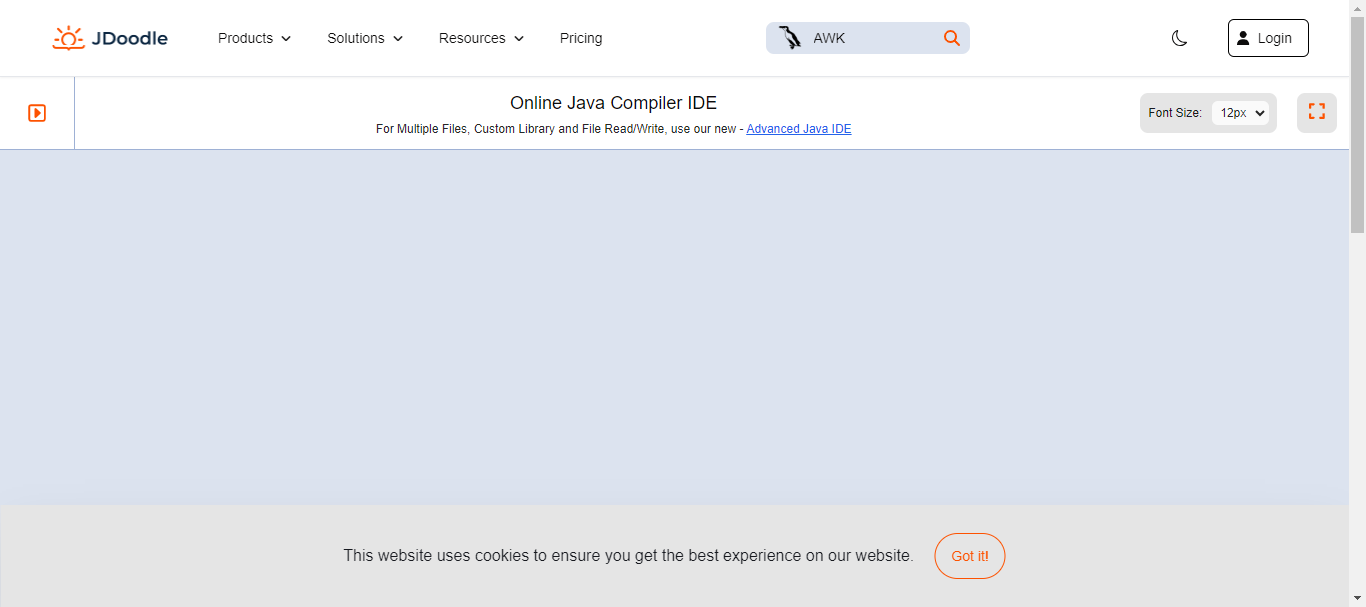 JDoodle Products Solutions Resources Pricing AWK Login
Online Java Compiler IDE
For Multiple Files, Custom Library and File Read/Write, use our new - Advanced Java IDE
Font Size: 12px
This website uses cookies to ensure you get the best experience on our website. Got it!